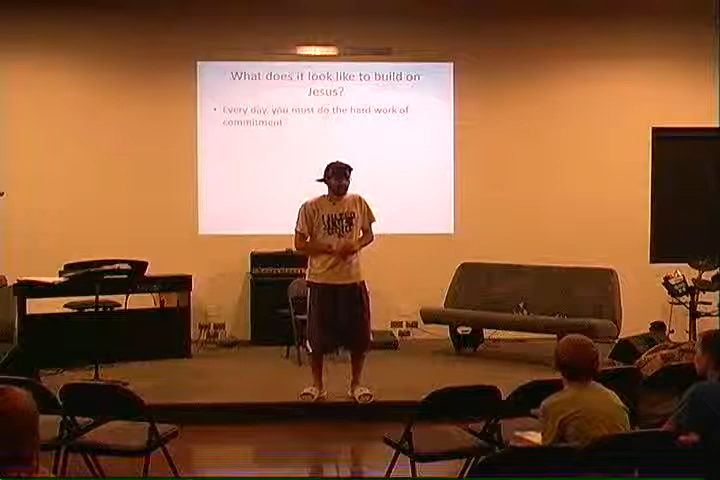 What does it look like to build on
Jesus?
• Every day, you must do the hard work of
commitment